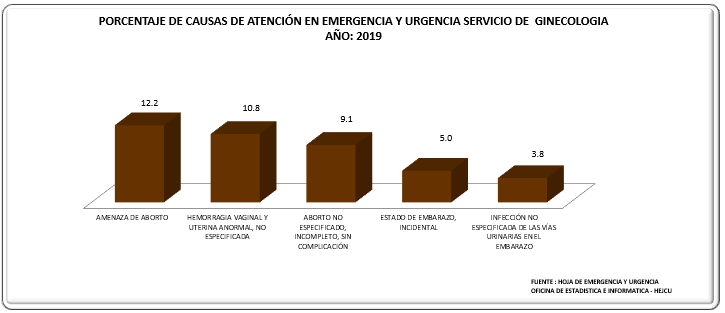 PORCENTAJE DE CAUSAS DE ATENCIÓN EN EMERGENCIA Y URGENCIA SERVICIO DE  GINECOLOGIA
AÑO: 2019
12.2
10.8
9.1
5.0
3.8
AMENAZA DE ABORTO
HEMORRAGIA VAGINAL Y
UTERINA ANORMAL, NO
ESPECIFICADA
ABORTO NO
ESPECIFICADO,
INCOMPLETO, SIN
COMPLICACIÓN
ESTADO DE EMBARAZO,
INCIDENTAL
INFECCIÓN NO
ESPECIFICADA DE LAS VÍAS
URINARIAS EN EL
EMBARAZO
FUENTE : HOJA DE EMERGENCIA Y URGENCIA
OFICINA DE ESTADISTICA E INFORMATICA - HEJCU